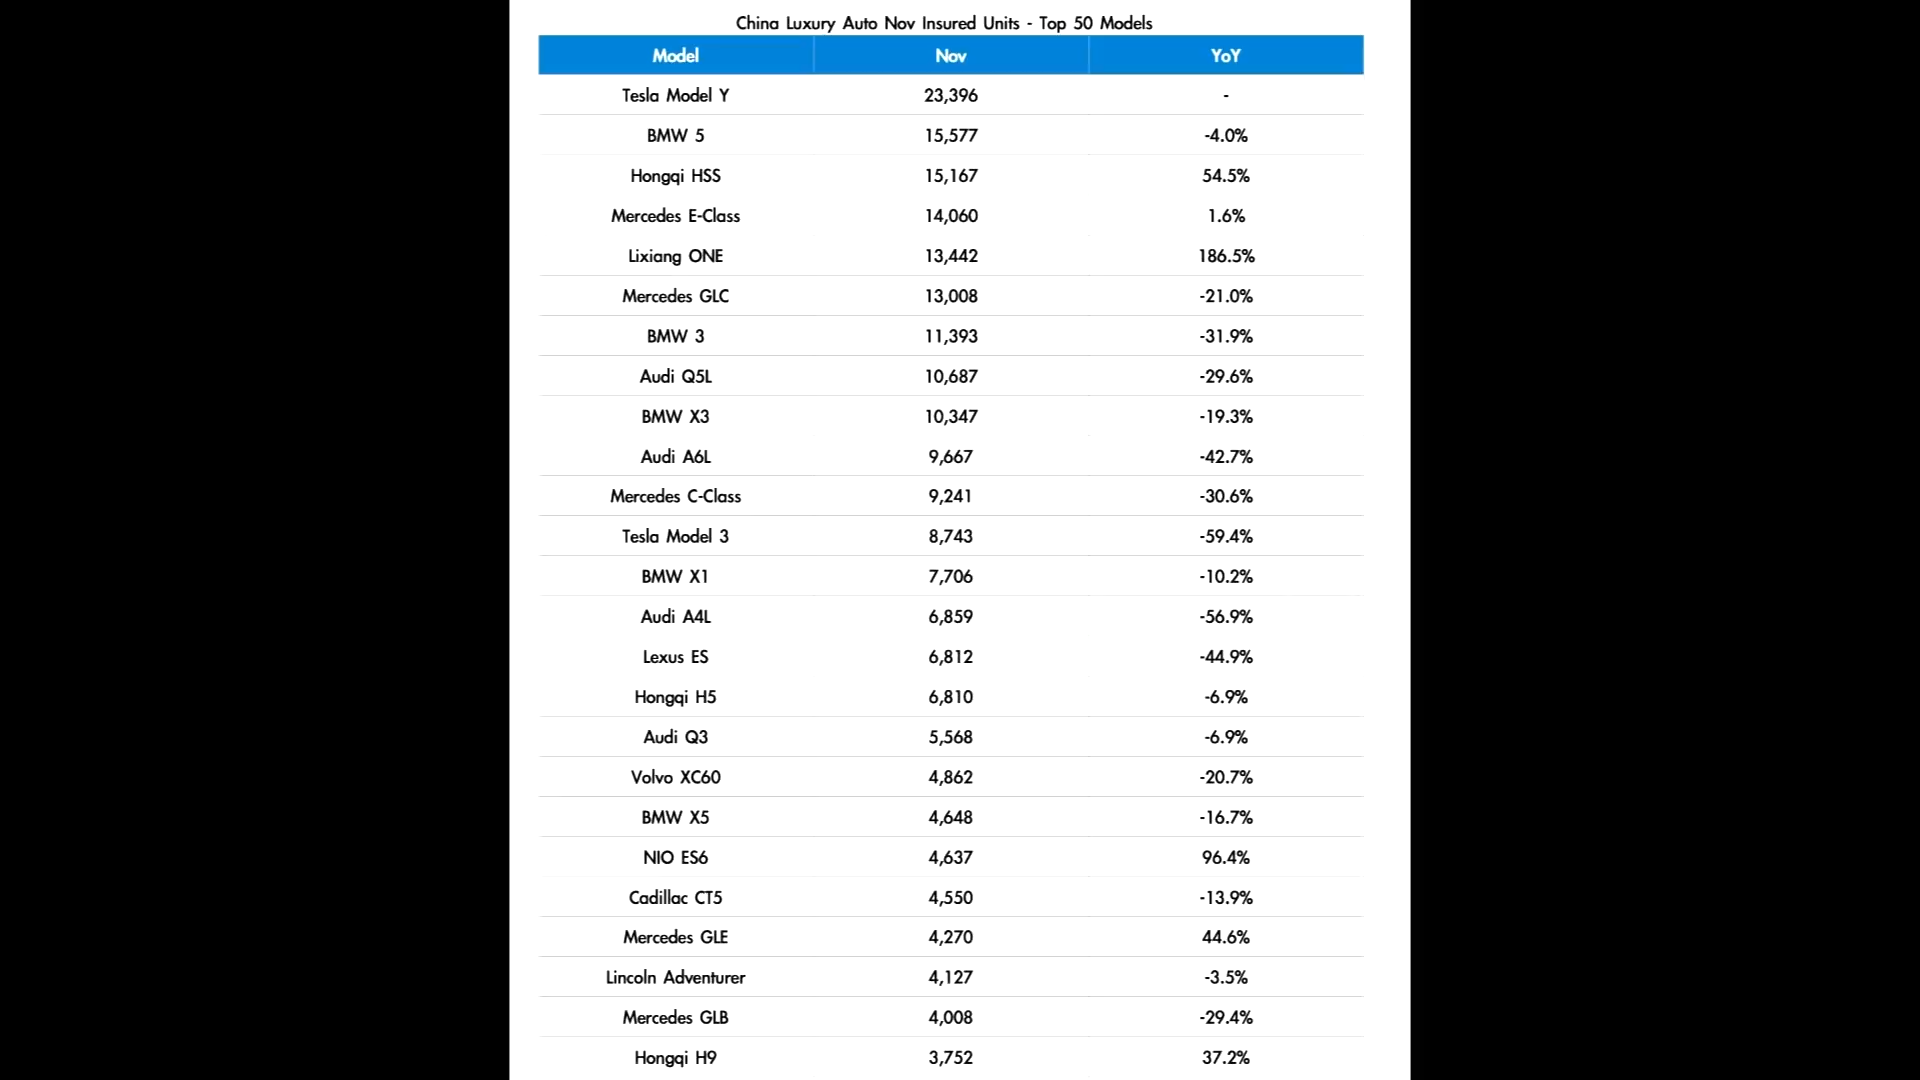 China Luxury Auto Nov Insured Units - Top 50 Models
Model Nov YoY
Tesla Model Y 23,396 -
BMW 5 15,577 -4.0%
Hongqi HSS 15,167 54.5%
Mercedes E-Class 14,060 1.6%
Lixiang ONE 13,442 186.5%
Mercedes GLC 13,008 -21.0%
BMW 3 11,393 -31.9%
Audi Q5L 10,687 -29.6%
BMW X3 10,347 -19.3%
Audi A6L 9,667 -42.7%
Mercedes C-Class 9,241 -30.6%
Tesla Model 3 8,743 -59.4%
BMW X1 7,706 -10.2%
Audi A4L 6,859 -56.9%
Lexus ES 6,812 -44.9%
Hongqi H5 6,810 -6.9%
Audi Q3 5,568 -6.9%
Volvo XC60 4,862 -20.7%
BMW X5 4,648 -16.7%
NIO ES6 4,637 96.4%
Cadillac CT5 4,550 -13.9%
Mercedes GLE 4,270 44.6%
Lincoln Adventurer 4,127 -3.5%
Mercedes GLB 4,008 -29.4%
Hongqi H9 3,752 37.2%